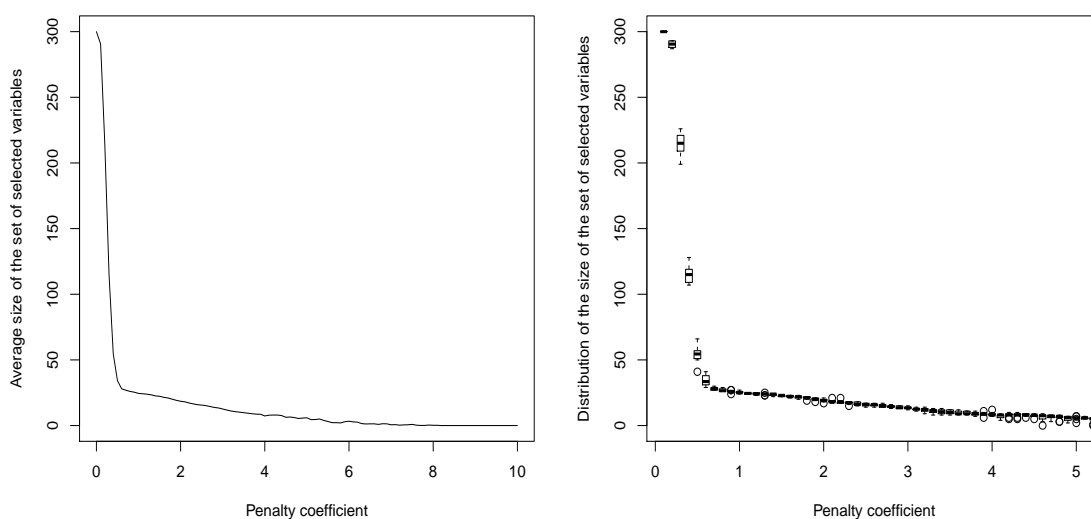 Average size of the set of selected variables
300
250
200
150
100
50
0
0 2 4 6 8 10
Penalty coefficient
Distribution of the size of the set of selected variables
300
250
200
150
100
50
0
0 1 2 3 4 5
Penalty coefficient